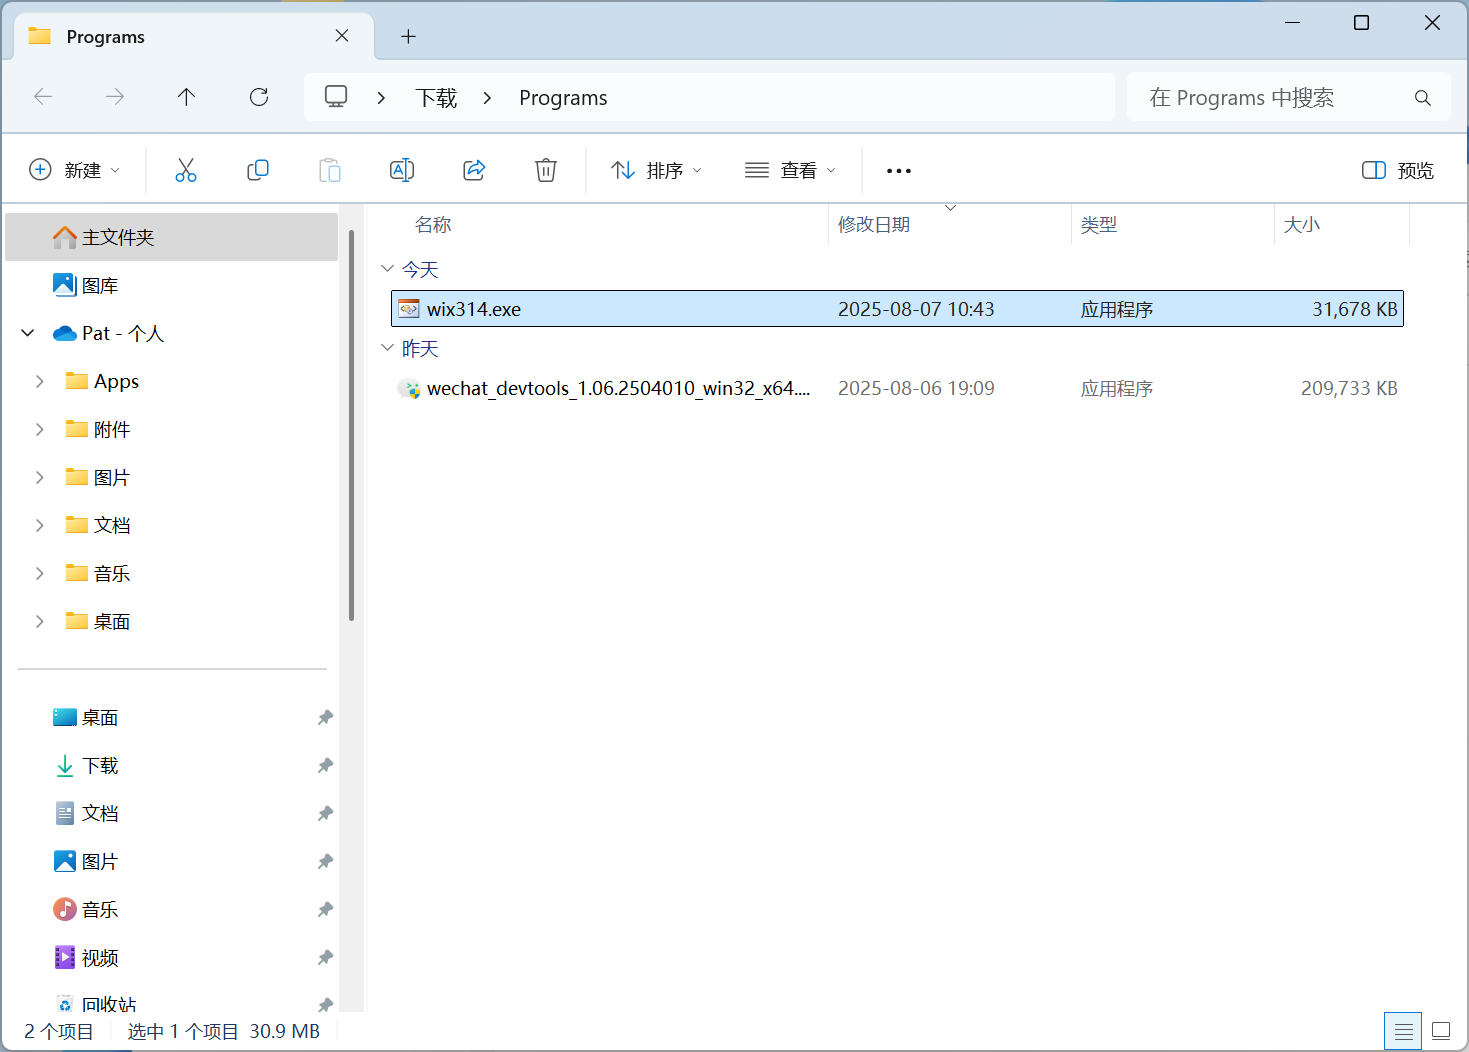 Programs
下载 Programs
在 Programs 中搜索
新建 排序 查看 预览
名称 修改日期 类型 大小
今天
wix314.exe 2025-08-07 10:43 应用程序 31,678 KB
昨天
wechat_devtools_1.06.2504010_win32_x64.... 2025-08-06 19:09 应用程序 209,733 KB
主文件夹
图库
Pat - 个人
Apps
附件
图片
文档
音乐
桌面
桌面
下载
文档
图片
音乐
视频
回收站
2 个项目 选中 1 个项目 30.9 MB